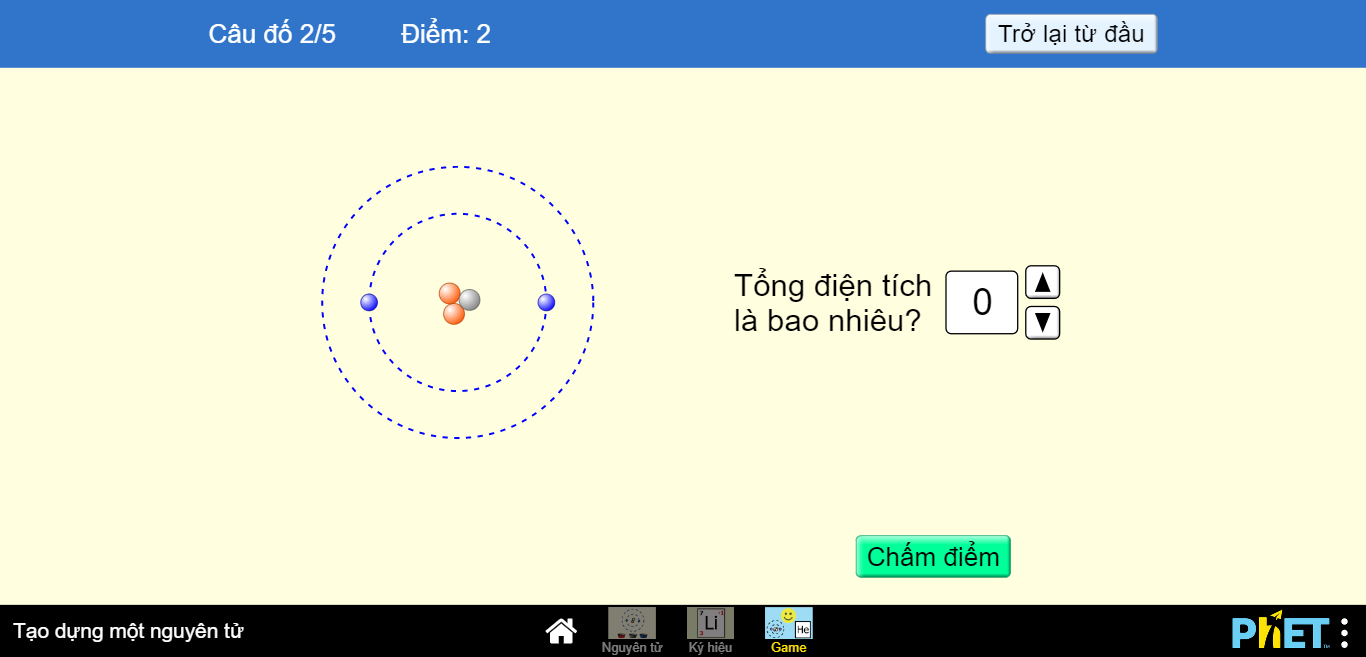 Câu đố 2/5
Điểm: 2
Trở lại từ đầu
Tổng điện tích
là bao nhiêu?
0
Chấm điểm
Tạo dựng một nguyên tử
Nguyên tử
Li
Ký hiệu
He
Game
PhET